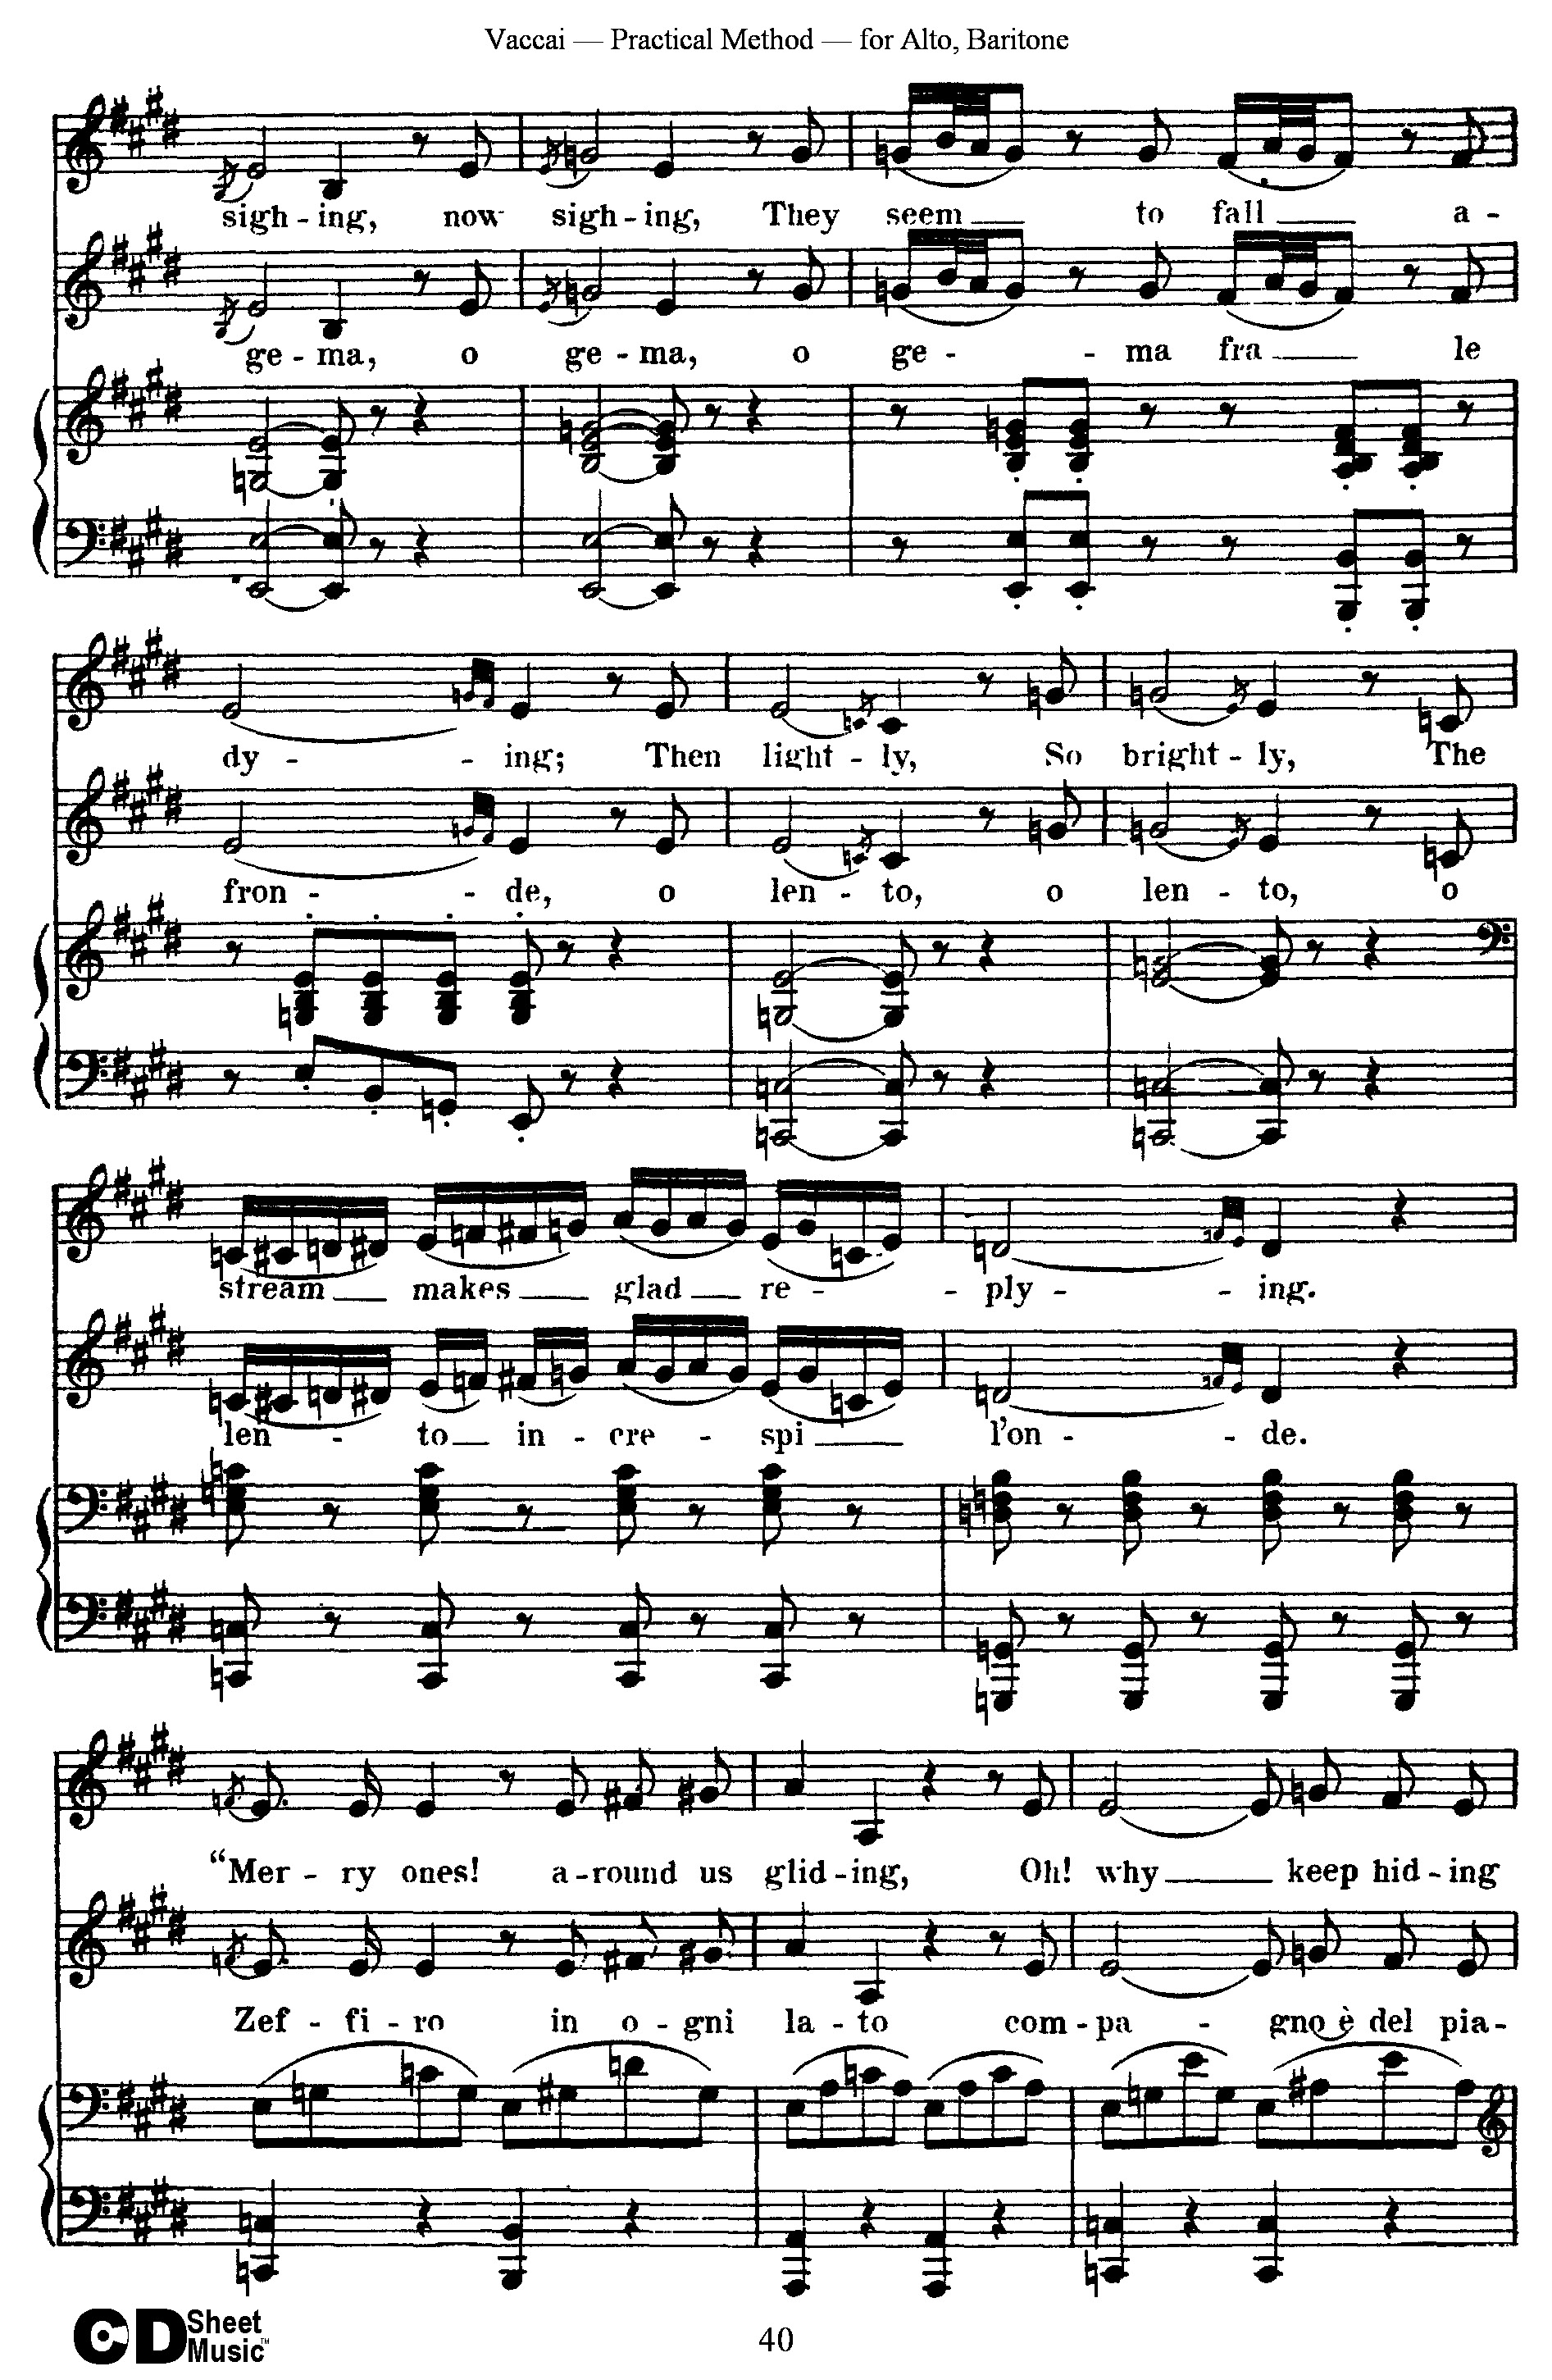 Vaccai — Practical Method — for Alto, Baritone
sigh - ing, now sigh - ing, They seem to fall a -
ge - ma, o ge - ma, o ge - - ma fra le
dy - - ing; Then light - ly, So bright - ly, The
fron - - de, o len - to, o len - to, o
stream makes glad re - - ply - - ing.
len - - to in - cre - spi l'on - - de.
“Mer - ry ones! a - round us glid - ing, Oh! why keep hid - ing
Zef - fi - ro in o - gni la - to com - pa - gno è del pia -
CD Sheet Music™
40